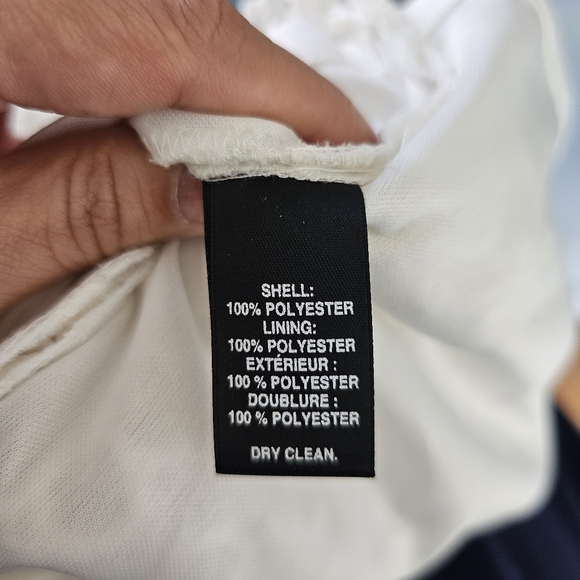 SHELL:
100% POLYESTER
LINING:
100% POLYESTER
EXTÉRIEUR :
100 % POLYESTER
DOUBLURE :
100 % POLYESTER
DRY CLEAN.